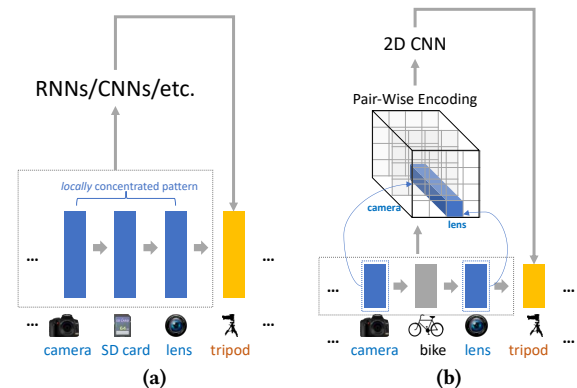 RNNs/CNNs/etc.
locally concentrated pattern
...
...
...
...
camera
SD card
lens
tripod
(a)
2D CNN
Pair-Wise Encoding
camera
lens
...
...
...
...
camera
bike
lens
tripod
(b)